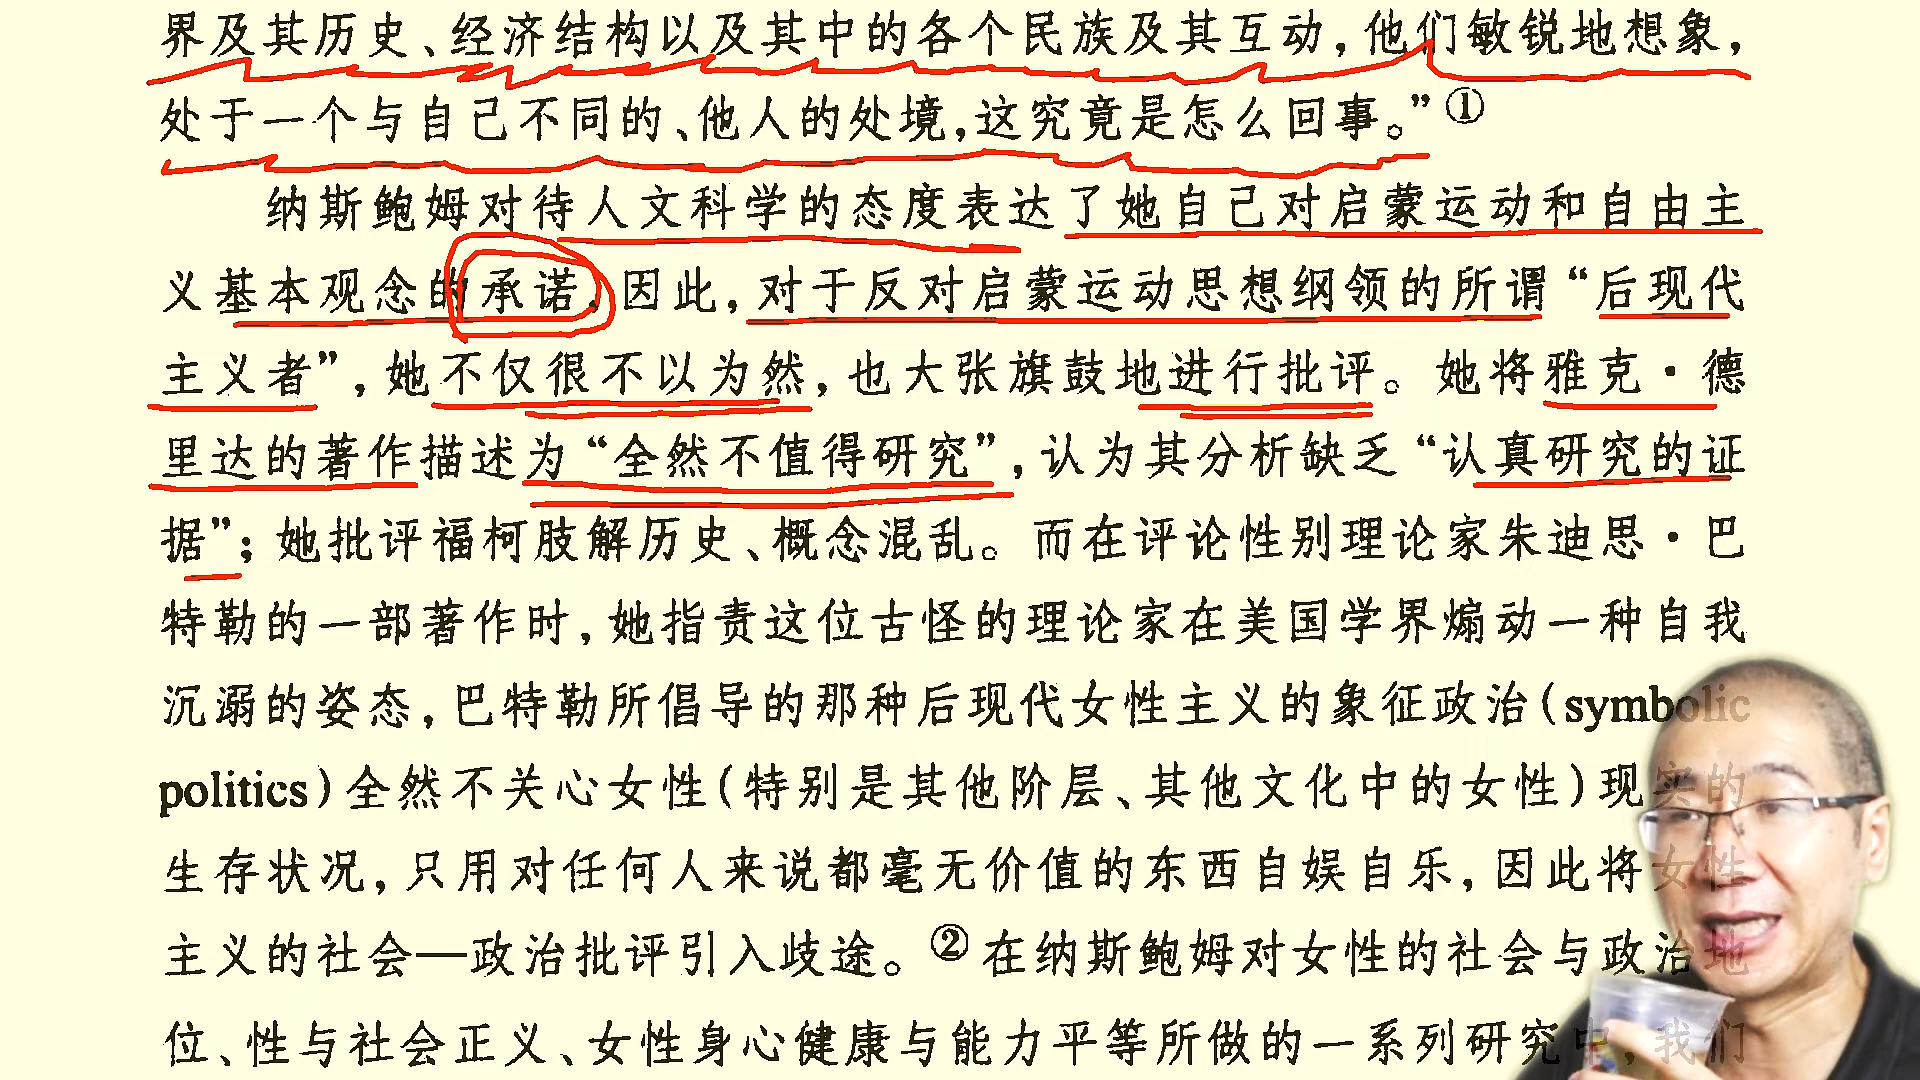 界及其历史、经济结构以及其中的各个民族及其互动，他们敏锐地想象，
处于一个与自己不同的、他人的处境，这究竟是怎么回事。”①
纳斯鲍姆对待人文科学的态度表达了她自己对启蒙运动和自由主
义基本观念的承诺，因此，对于反对启蒙运动思想纲领的所谓“后现代
主义者”，她不仅很不以为然，也大张旗鼓地进行批评。她将雅克·德
里达的著作描述为“全然不值得研究”，认为其分析缺乏“认真研究的证
据”；她批评福柯肢解历史、概念混乱。而在评论性别理论家朱迪思·巴
特勒的一部著作时，她指责这位古怪的理论家在美国学界煽动一种自我
沉溺的姿态，巴特勒所倡导的那种后现代女性主义的象征政治（symbolic
politics）全然不关心女性（特别是其他阶层、其他文化中的女性）现实的
生存状况，只用对任何人来说都毫无价值的东西自娱自乐，因此将女性
主义的社会—政治批评引入歧途。②在纳斯鲍姆对女性的社会与政治地
位、性与社会正义、女性身心健康与能力平等所做的一系列研究中，我们